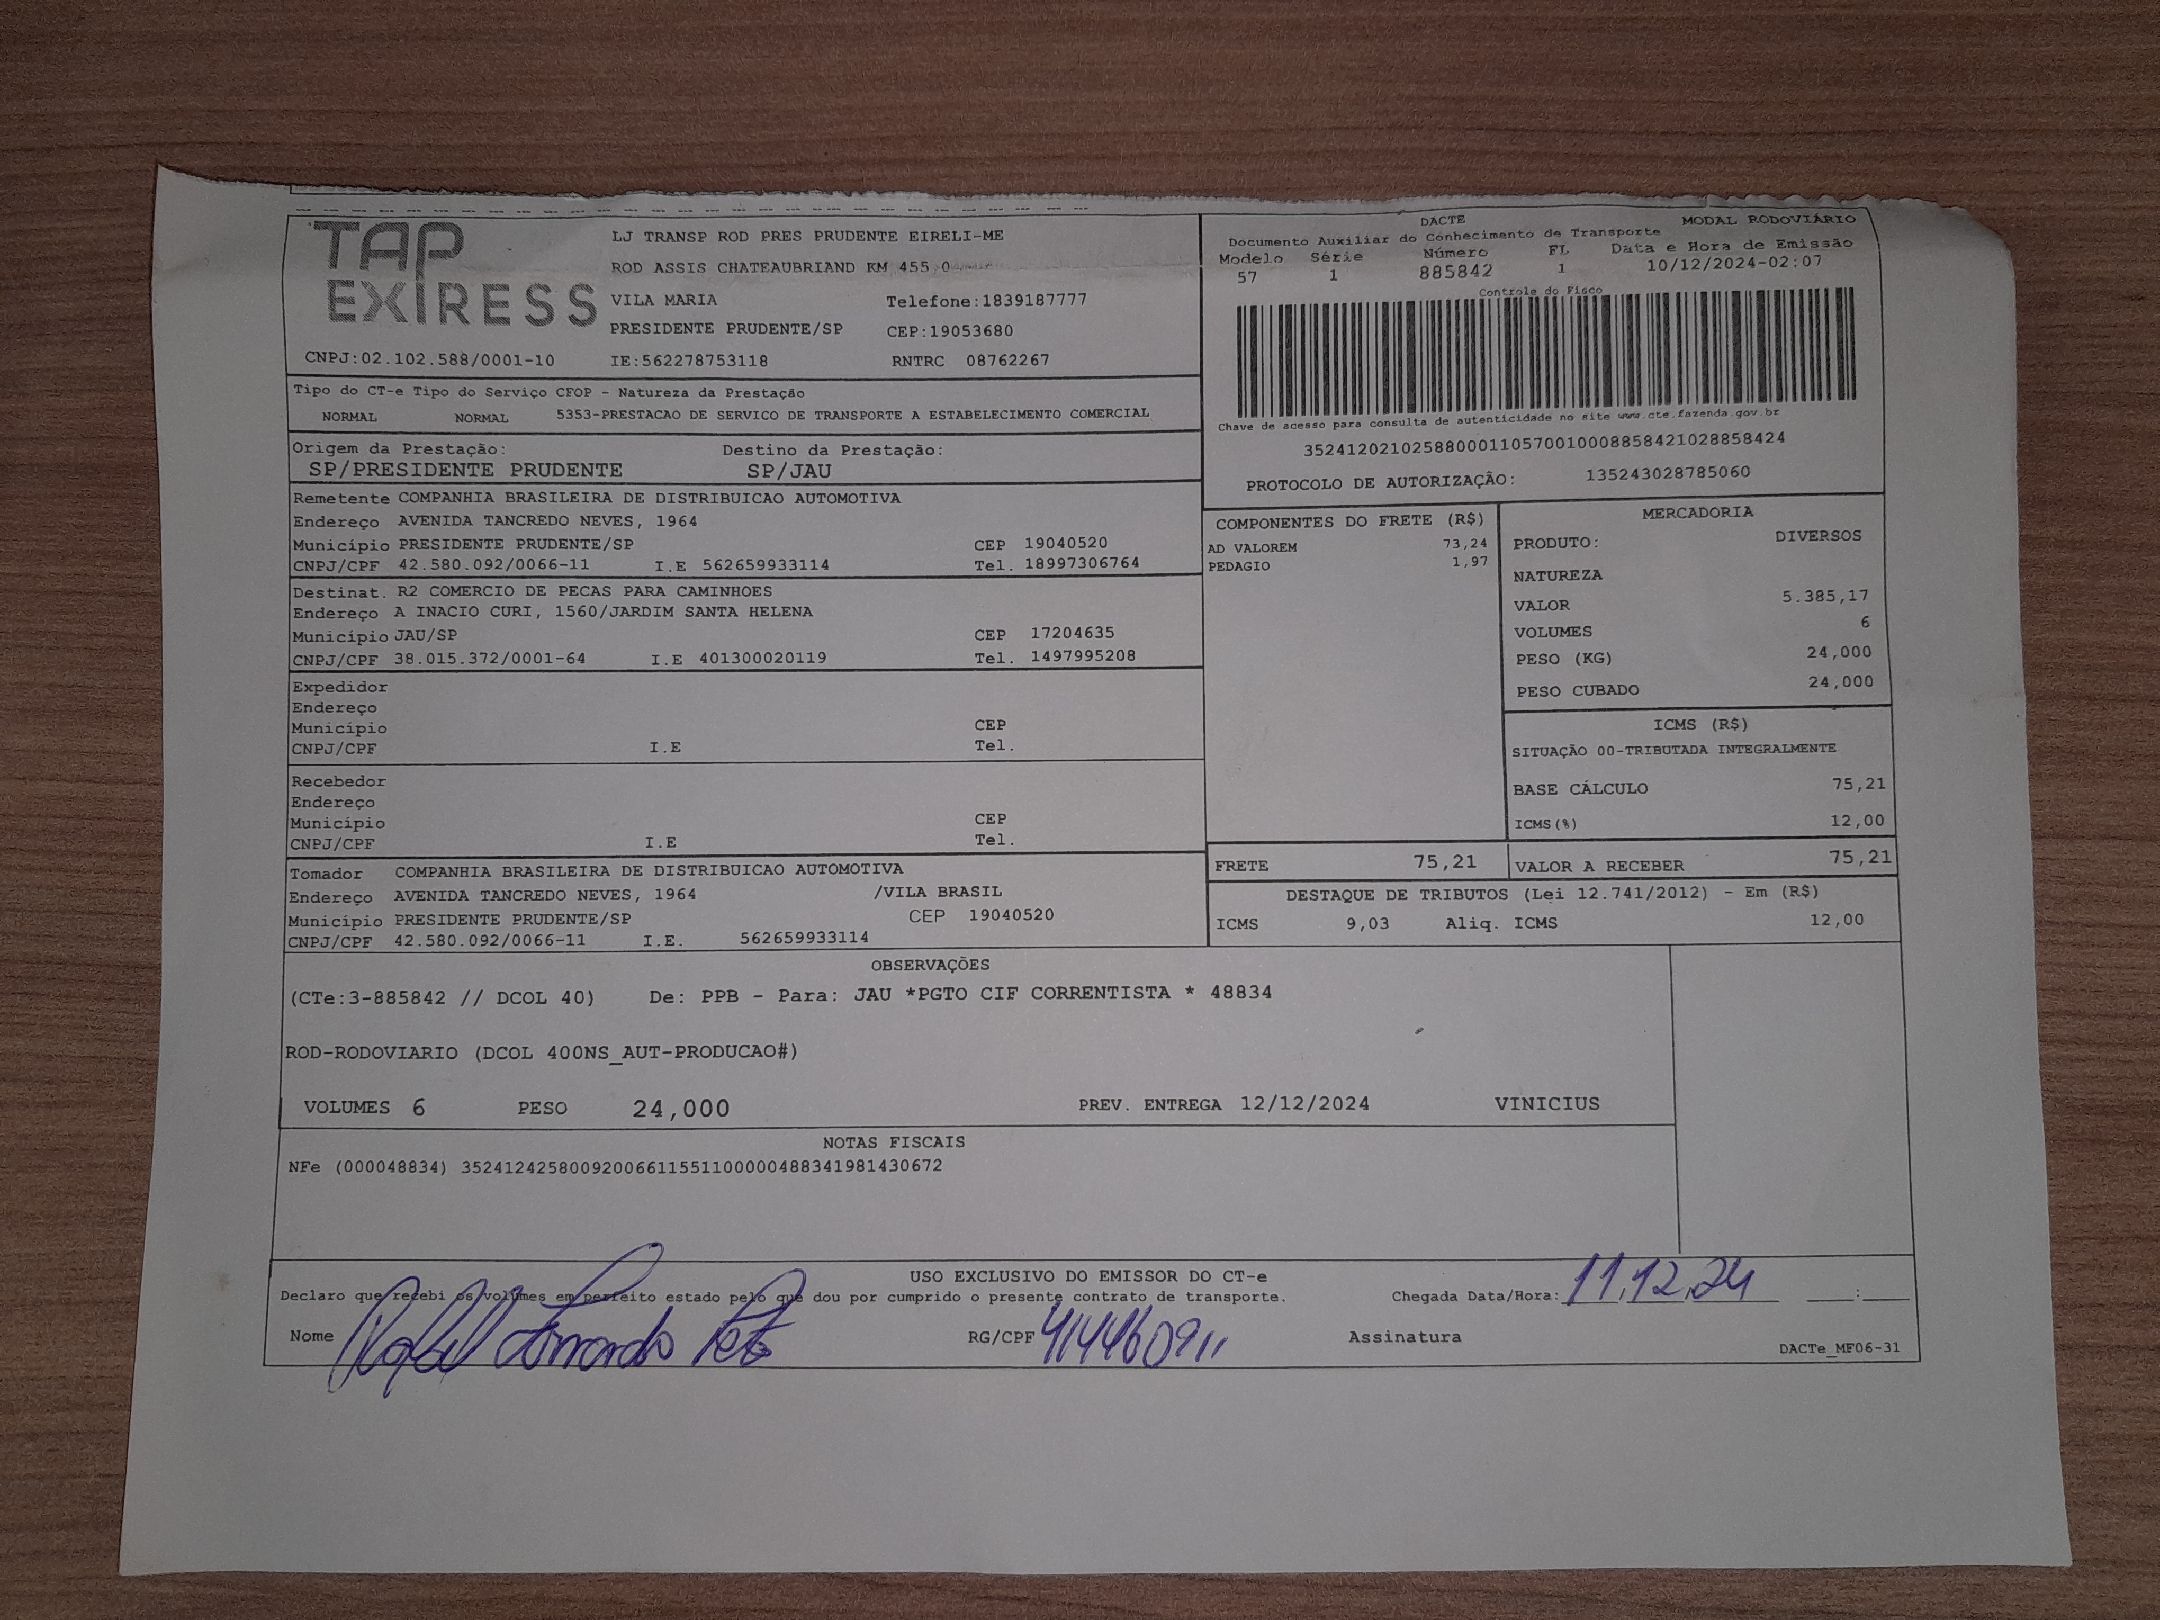 TAP EXPRESS
LJ TRANSP ROD PRES PRUDENTE EIRELI-ME
ROD ASSIS CHATEAUBRIAND KM 455,0
VILA MARIA Telefone:1839187777
PRESIDENTE PRUDENTE/SP CEP:19053680
CNPJ:02.102.588/0001-10 IE:562278753118 RNTRC 08762267
DACTE MODAL RODOVIÁRIO
Documento Auxiliar do Conhecimento de Transporte
Modelo Série Número FL Data e Hora de Emissão
57 1 885842 1 10/12/2024-02:07
Controle do Fisco
Chave de acesso para consulta de autenticidade no site www.cte.fazenda.gov.br
35241202102588000110570010008858421028858424
PROTOCOLO DE AUTORIZAÇÃO: 135243028785060
Tipo do CT-e Tipo do Serviço CFOP - Natureza da Prestação
NORMAL NORMAL 5353-PRESTACAO DE SERVICO DE TRANSPORTE A ESTABELECIMENTO COMERCIAL
Origem da Prestação: Destino da Prestação:
SP/PRESIDENTE PRUDENTE SP/JAU
Remetente COMPANHIA BRASILEIRA DE DISTRIBUICAO AUTOMOTIVA
Endereço AVENIDA TANCREDO NEVES, 1964
Município PRESIDENTE PRUDENTE/SP CEP 19040520
CNPJ/CPF 42.580.092/0066-11 I.E 562659933114 Tel. 18997306764
Destinat. R2 COMERCIO DE PECAS PARA CAMINHOES
Endereço A INACIO CURI, 1560/JARDIM SANTA HELENA
Município JAU/SP CEP 17204635
CNPJ/CPF 38.015.372/0001-64 I.E 401300020119 Tel. 1497995208
Expedidor
Endereço
Município CEP
CNPJ/CPF I.E Tel.
Recebedor
Endereço
Município CEP
CNPJ/CPF I.E Tel.
Tomador COMPANHIA BRASILEIRA DE DISTRIBUICAO AUTOMOTIVA
Endereço AVENIDA TANCREDO NEVES, 1964 /VILA BRASIL
Município PRESIDENTE PRUDENTE/SP CEP 19040520
CNPJ/CPF 42.580.092/0066-11 I.E. 562659933114
COMPONENTES DO FRETE (R$)
AD VALOREM 73,24
PEDAGIO 1,97
MERCADORIA
PRODUTO: DIVERSOS
NATUREZA
VALOR 5.385,17
VOLUMES 6
PESO (KG) 24,000
PESO CUBADO 24,000
ICMS (R$)
SITUAÇÃO 00-TRIBUTADA INTEGRALMENTE
BASE CÁLCULO 75,21
ICMS(%) 12,00
FRETE 75,21 VALOR A RECEBER 75,21
DESTAQUE DE TRIBUTOS (Lei 12.741/2012) - Em (R$)
ICMS 9,03 Aliq. ICMS 12,00
OBSERVAÇÕES
(CTe:3-885842 // DCOL 40) De: PPB - Para: JAU *PGTO CIF CORRENTISTA * 48834
ROD-RODOVIARIO (DCOL 400NS_AUT-PRODUCAO#)
VOLUMES 6 PESO 24,000 PREV. ENTREGA 12/12/2024 VINICIUS
NOTAS FISCAIS
NFe (000048834) 35241242580092006611551100000488341981430672
USO EXCLUSIVO DO EMISSOR DO CT-e
Declaro que recebi os volumes em perfeito estado pelo que dou por cumprido o presente contrato de transporte. Chegada Data/Hora: 11.12.24 :
Nome Rafael RG/CPF Assinatura
DACTe_MF06-31